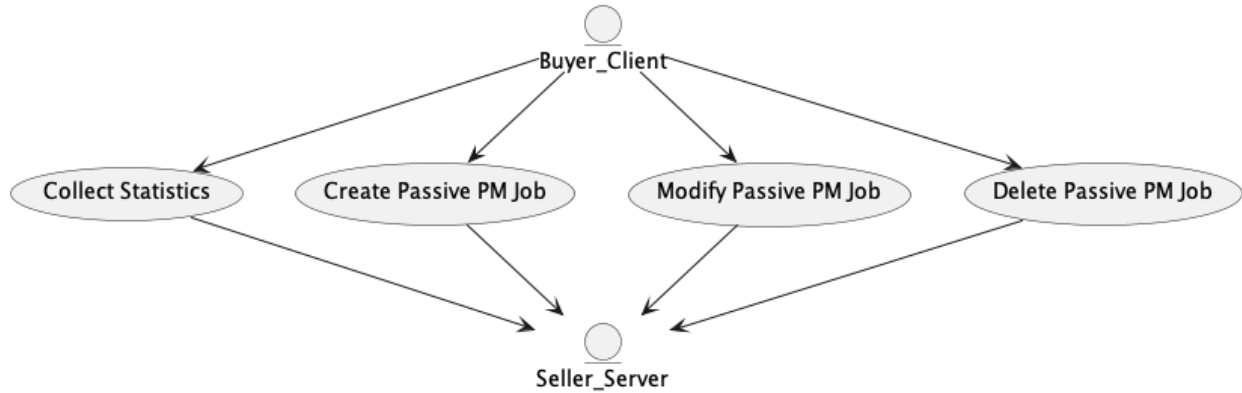 Buyer_Client
Collect Statistics
Create Passive PM Job
Modify Passive PM Job
Delete Passive PM Job
Seller_Server